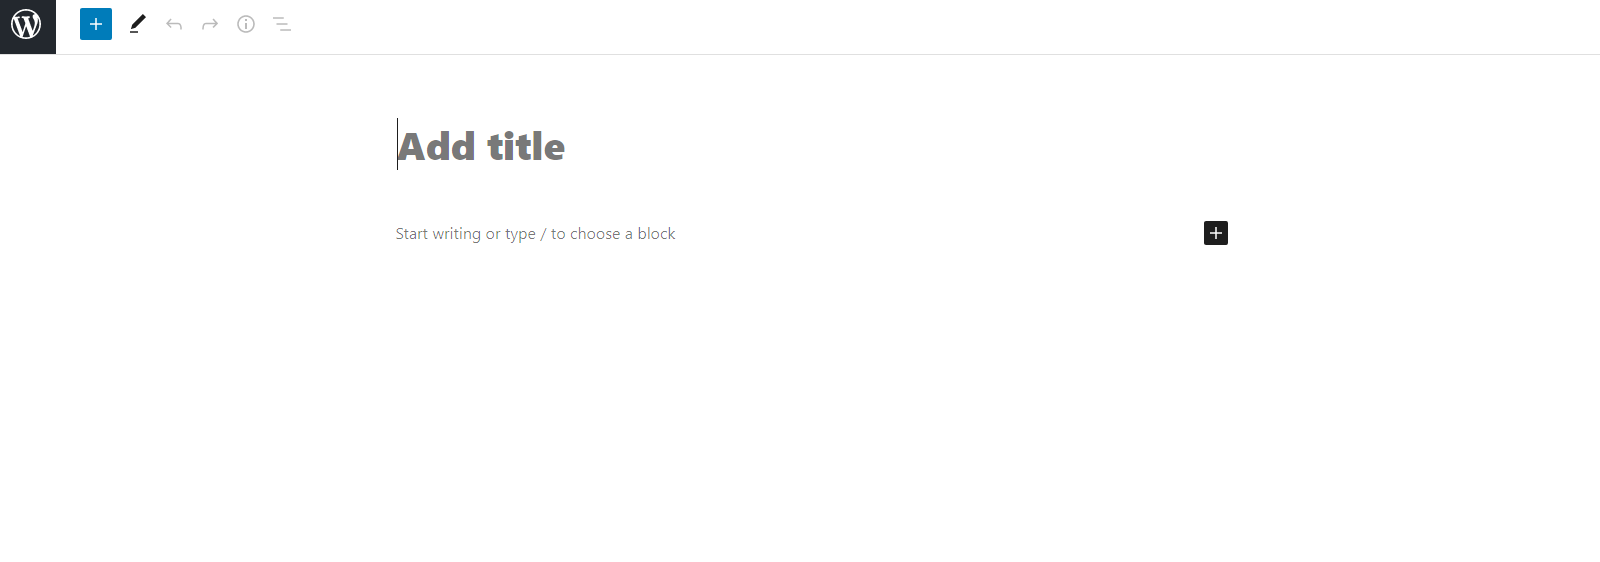 Add title
Start writing or type / to choose a block